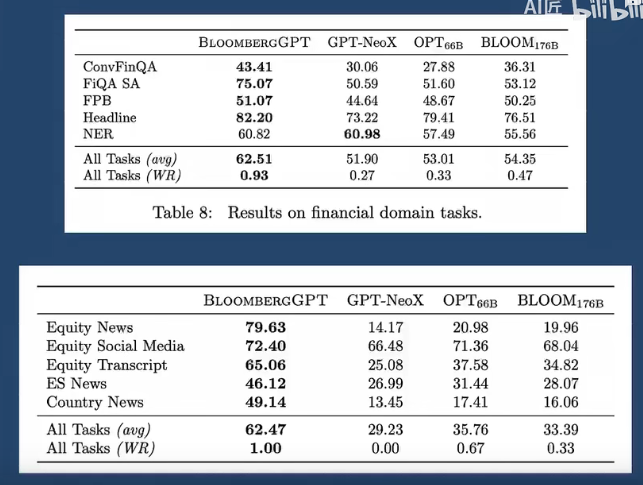 AI匠 bilibili
BLOOMBERGGPT GPT-NeoX OPT66B BLOOM176B
ConvFinQA 43.41 30.06 27.88 36.31
FiQA SA 75.07 50.59 51.60 53.12
FPB 51.07 44.64 48.67 50.25
Headline 82.20 73.22 79.41 76.51
NER 60.82 60.98 57.49 55.56
All Tasks (avg) 62.51 51.90 53.01 54.35
All Tasks (WR) 0.93 0.27 0.33 0.47
Table 8: Results on financial domain tasks.
BLOOMBERGGPT GPT-NeoX OPT66B BLOOM176B
Equity News 79.63 14.17 20.98 19.96
Equity Social Media 72.40 66.48 71.36 68.04
Equity Transcript 65.06 25.08 37.58 34.82
ES News 46.12 26.99 31.44 28.07
Country News 49.14 13.45 17.41 16.06
All Tasks (avg) 62.47 29.23 35.76 33.39
All Tasks (WR) 1.00 0.00 0.67 0.33